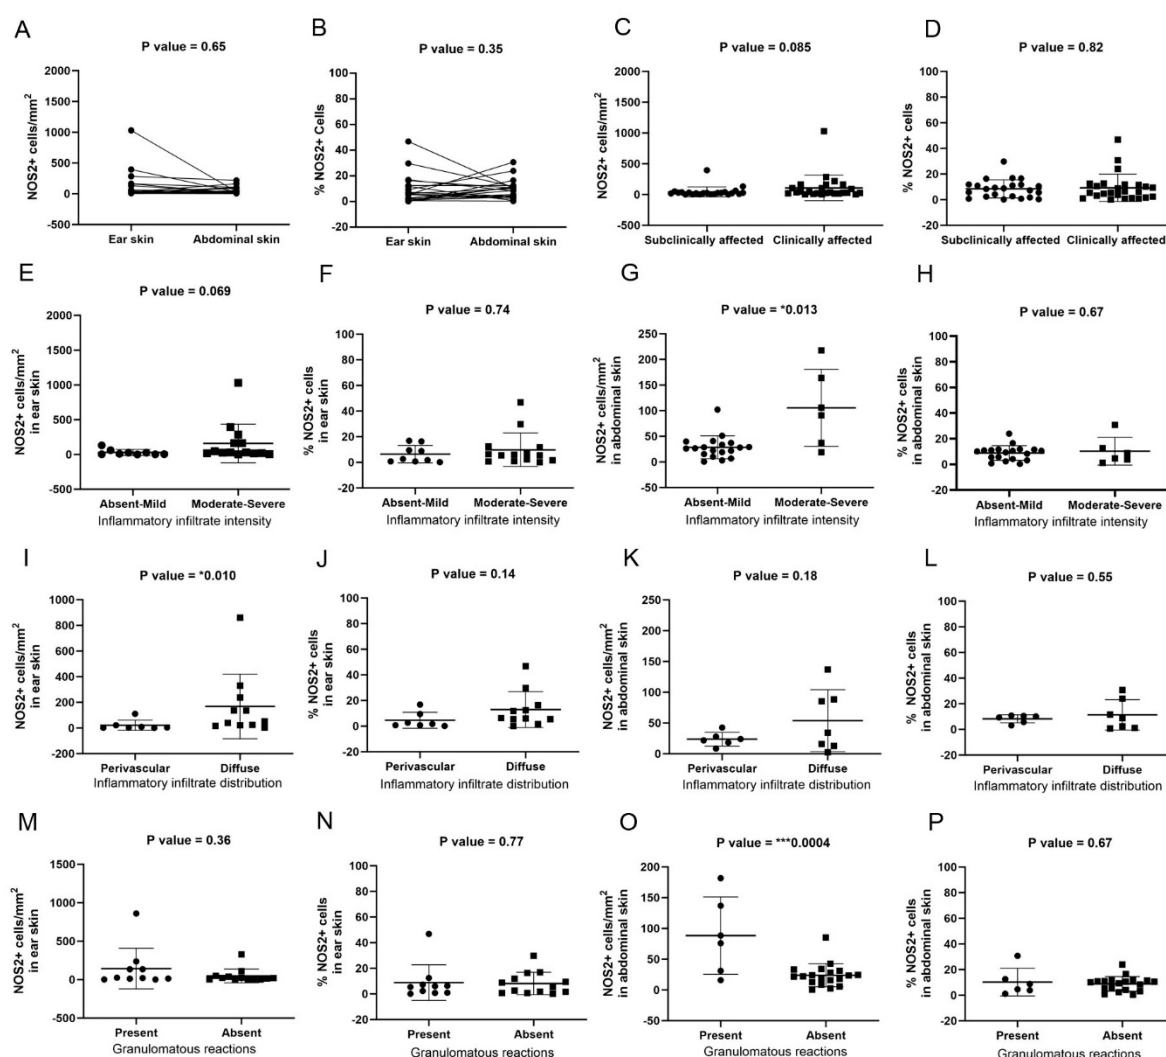 A
P value = 0.65
NOS2+ cells/mm²
2000
1500
1000
500
0
-500
Ear skin
Abdominal skin
B
P value = 0.35
% NOS2+ Cells
100
80
60
40
20
0
-20
Ear skin
Abdominal skin
C
P value = 0.085
NOS2+ cells/mm²
2000
1500
1000
500
0
-500
Subclinically affected
Clinically affected
D
P value = 0.82
% NOS2+ cells
100
80
60
40
20
0
-20
Subclinically affected
Clinically affected
E
P value = 0.069
NOS2+ cells/mm²
in ear skin
2000
1500
1000
500
0
-500
Absent-Mild
Moderate-Severe
Inflammatory infiltrate intensity
F
P value = 0.74
% NOS2+ cells
in ear skin
100
80
60
40
20
0
-20
Absent-Mild
Moderate-Severe
Inflammatory infiltrate intensity
G
P value = *0.013
NOS2+ cells/mm²
in abdominal skin
250
200
150
100
50
0
-50
Absent-Mild
Moderate-Severe
Inflammatory infiltrate intensity
H
P value = 0.67
% NOS2+ cells
in abdominal skin
100
80
60
40
20
0
-20
Absent-Mild
Moderate-Severe
Inflammatory infiltrate intensity
I
P value = *0.010
NOS2+ cells/mm²
in ear skin
1000
800
600
400
200
0
-200
Perivascular
Diffuse
Inflammatory infiltrate distribution
J
P value = 0.14
% NOS2+ cells
in ear skin
100
80
60
40
20
0
-20
Perivascular
Diffuse
Inflammatory infiltrate distribution
K
P value = 0.18
NOS2+ cells/mm²
in abdominal skin
250
200
150
100
50
0
Perivascular
Diffuse
Inflammatory infiltrate distribution
L
P value = 0.55
% NOS2+ cells
in abdominal skin
100
80
60
40
20
0
-20
Perivascular
Diffuse
Inflammatory infiltrate distribution
M
P value = 0.36
NOS2+ cells/mm²
in ear skin
1500
1000
500
0
-500
Present
Absent
Granulomatous reactions
N
P value = 0.77
% NOS2+ cells
in ear skin
100
80
60
40
20
0
-20
Present
Absent
Granulomatous reactions
O
P value = ***0.0004
NOS2+ cells/mm²
in abdominal skin
200
150
100
50
0
-50
Present
Absent
Granulomatous reactions
P
P value = 0.67
% NOS2+ cells
in abdominal skin
100
80
60
40
20
0
-20
Present
Absent
Granulomatous reactions